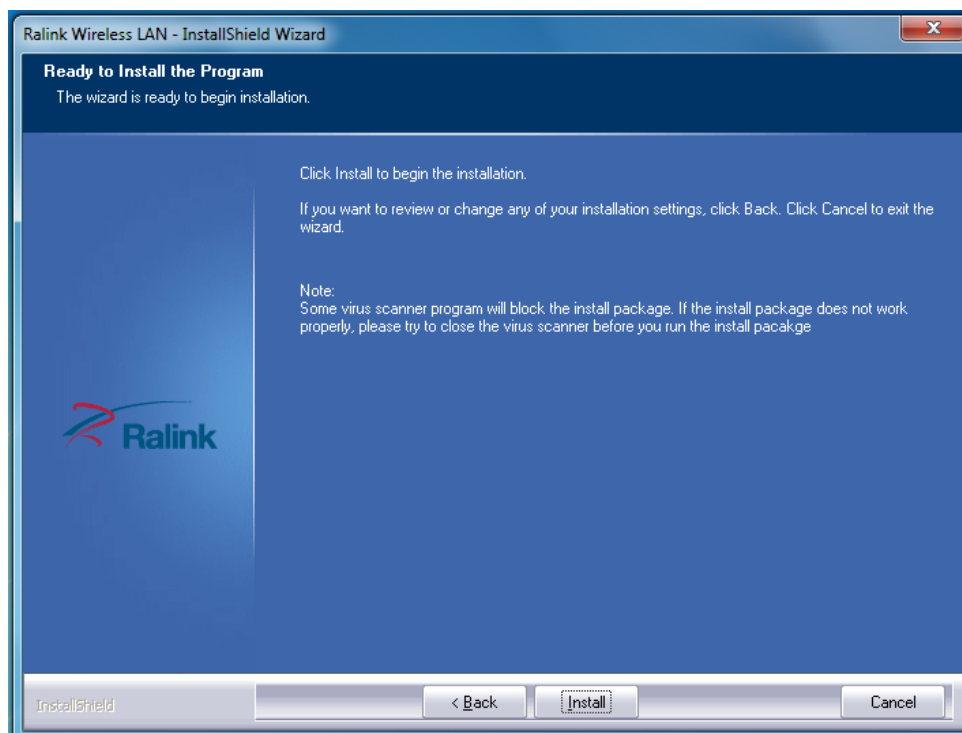 Ralink Wireless LAN - InstallShield Wizard
Ready to Install the Program
The wizard is ready to begin installation.
Click Install to begin the installation.
If you want to review or change any of your installation settings, click Back. Click Cancel to exit the
wizard.
Note:
Some virus scanner program will block the install package. If the install package does not work
properly, please try to close the virus scanner before you run the install pacakge
Ralink
InstallShield
< Back
Install
Cancel